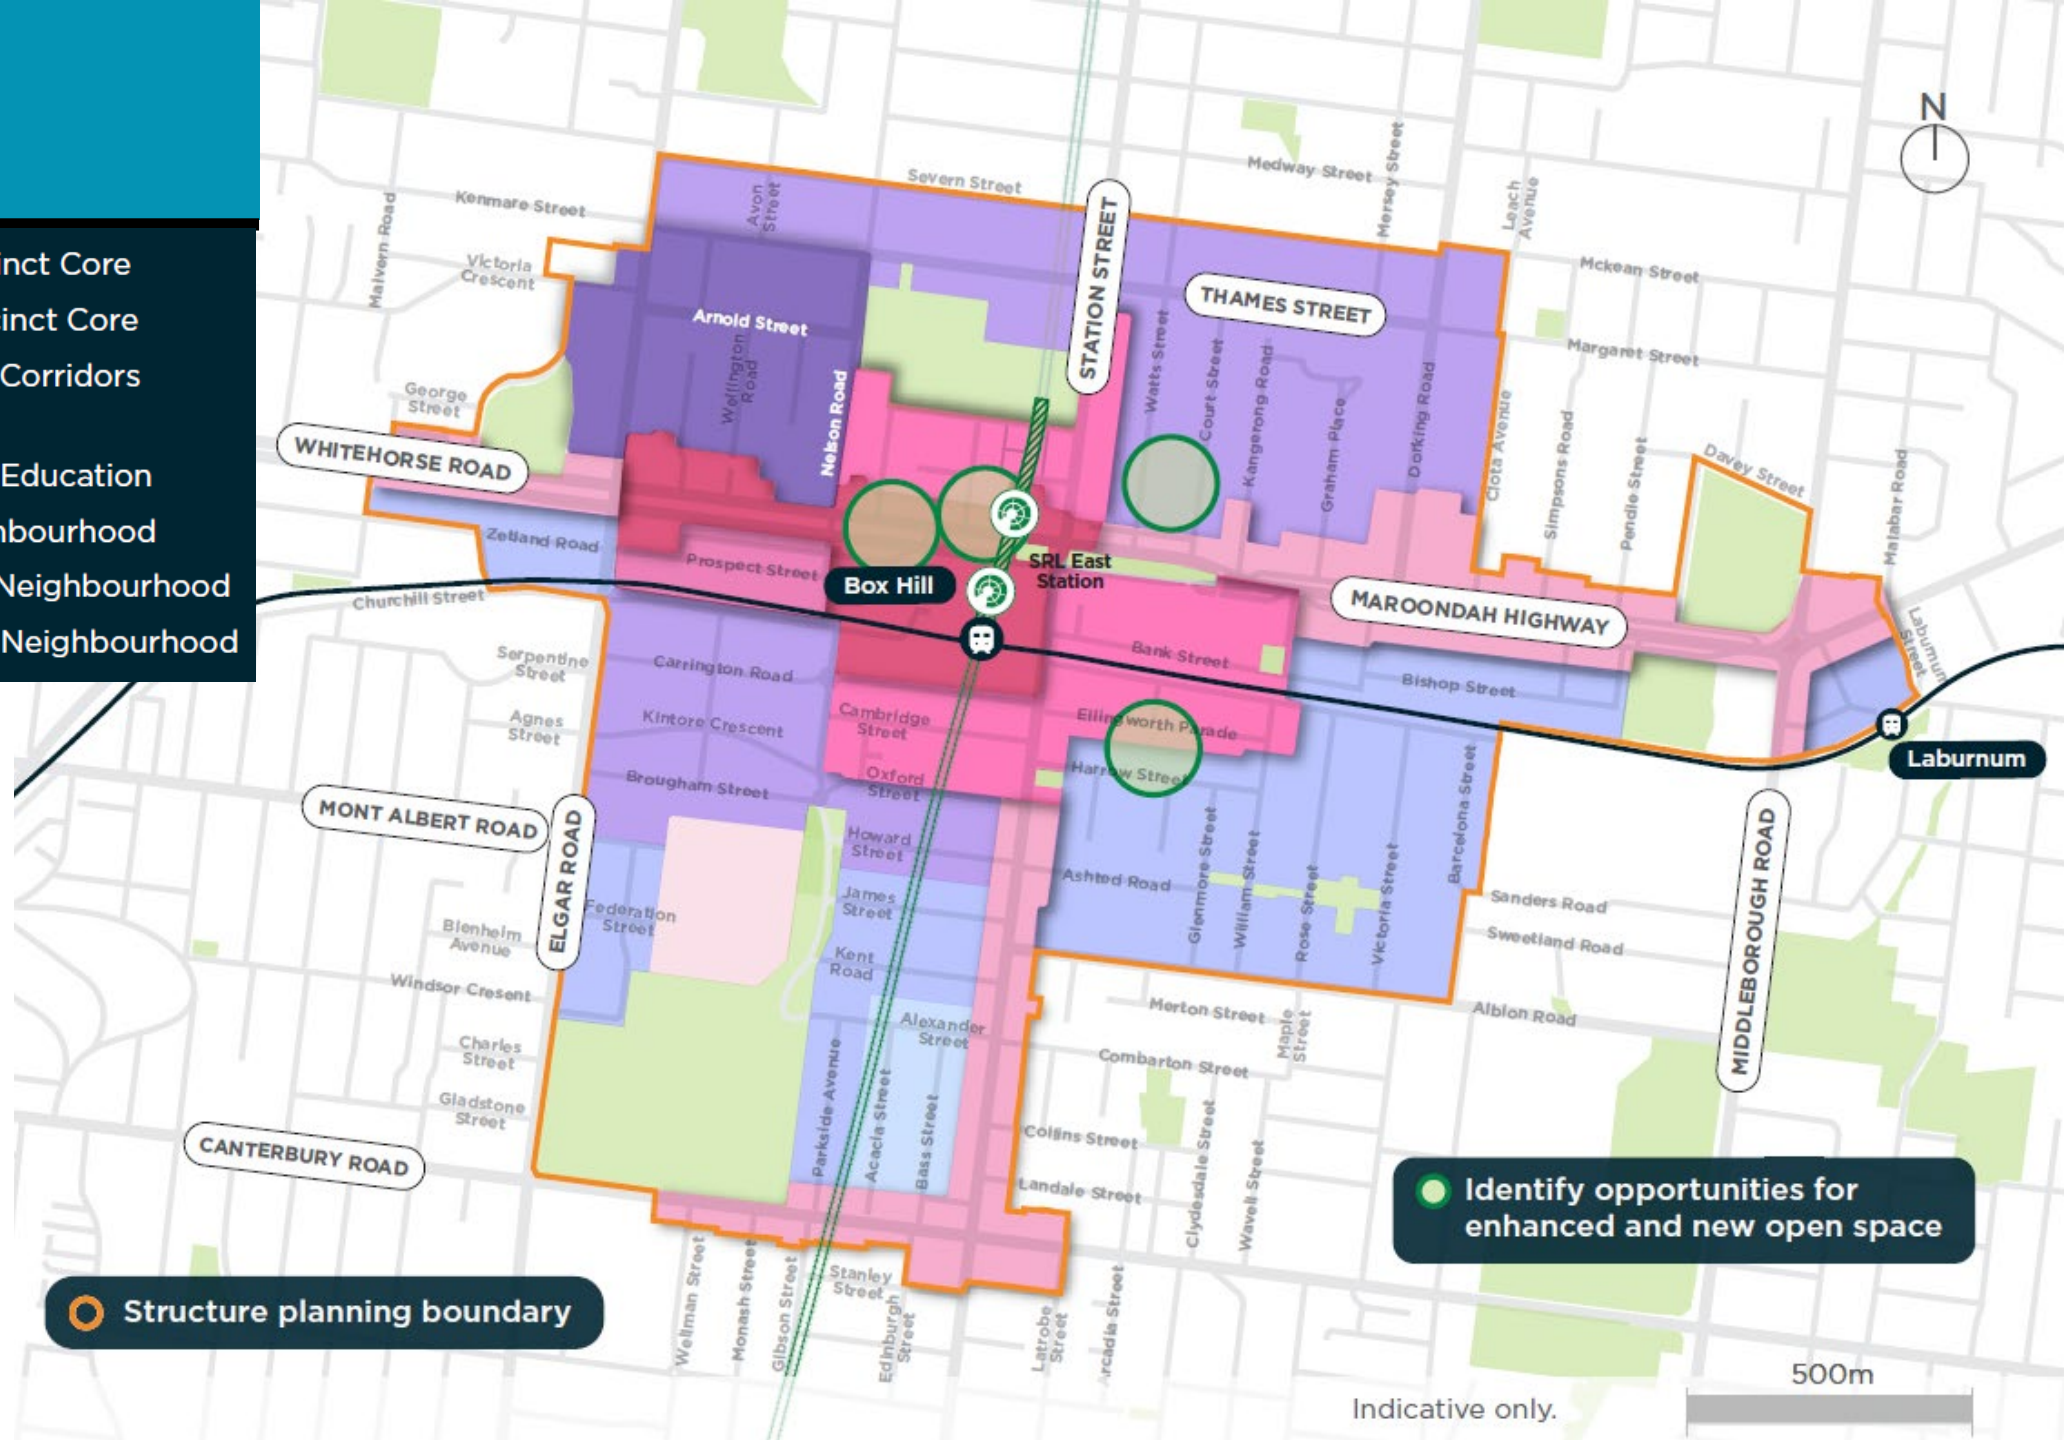 inct Core
inct Core
Corridors
Education
bourhood
Neighbourhood
Neighbourhood
N
Severn Street
Medway Street
Mersey Street
Leach
Avenue
Avon
Street
Kenmare Street
Malvern Road
Victoria
Crescent
STATION STREET
THAMES STREET
Mckean Street
Margaret Street
Arnold Street
Wellington
Road
Nelson Road
Watts Street
Court Street
Kangerong Road
Graham Place
Dorking Road
Clota Avenue
Simpsons Road
Pendle Street
Davey Street
Malabar Road
George
Street
WHITEHORSE ROAD
Zetland Road
Prospect Street
Box Hill
SRL East
Station
MAROONDAH HIGHWAY
Churchill Street
Laburnum
Street
Serpentine
Street
Carrington Road
Bank Street
Bishop Street
Agnes
Street
Kintore Crescent
Cambridge
Street
Ellingworth Parade
Laburnum
Brougham Street
Oxford
Street
Harrow Street
Barcelona Street
MONT ALBERT ROAD
ELGAR ROAD
Howard
Street
MIDDLEBOROUGH ROAD
Ashted Road
Glenmore Street
William Street
Rose Street
Victoria Street
James
Street
Sanders Road
Federation
Street
Blenheim
Avenue
Sweetland Road
Kent
Road
Windsor Cresent
Merton Street
Maple
Street
Albion Road
Alexander
Street
Charles
Street
Combarton Street
Parkside Avenue
Acacia Street
Bass Street
Gladstone
Street
Collins Street
Clydesdale Street
Wavell Street
CANTERBURY ROAD
Landale Street
Identify opportunities for
enhanced and new open space
Wellman Street
Monash Street
Gibson Street
Stanley
Street
Edinburgh
Street
Latrobe
Street
Arcadia Street
Structure planning boundary
500m
Indicative only.